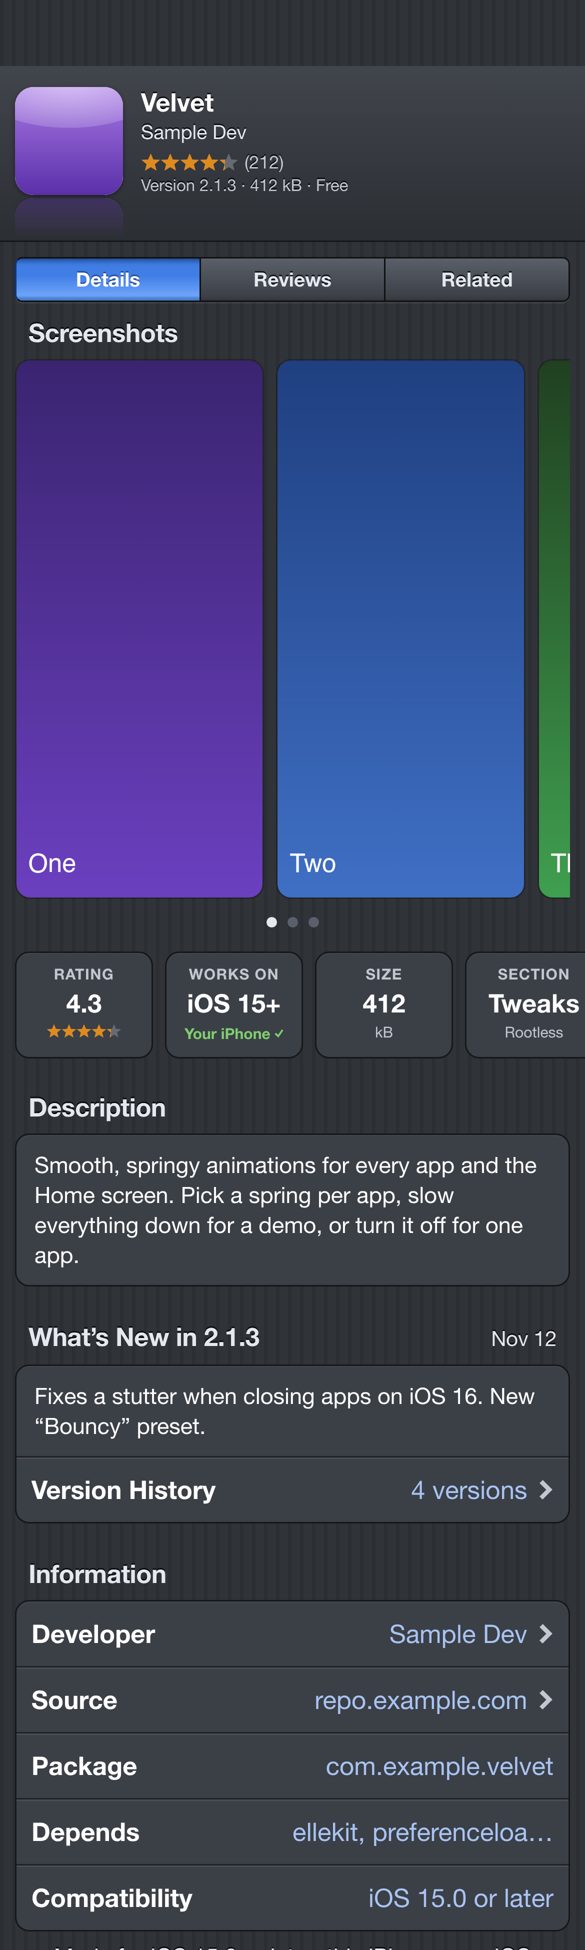 Velvet
Sample Dev
(212)
Version 2.1.3 · 412 kB · Free
Details
Reviews
Related
Screenshots
One
Two
RATING
4.3
WORKS ON
iOS 15+
Your iPhone ✓
SIZE
412
kB
SECTION
Tweaks
Rootless
Description
Smooth, springy animations for every app and the
Home screen. Pick a spring per app, slow
everything down for a demo, or turn it off for one
app.
What’s New in 2.1.3
Nov 12
Fixes a stutter when closing apps on iOS 16. New
“Bouncy” preset.
Version History
4 versions
Information
Developer
Sample Dev
Source
repo.example.com
Package
com.example.velvet
Depends
ellekit, preferenceloa…
Compatibility
iOS 15.0 or later